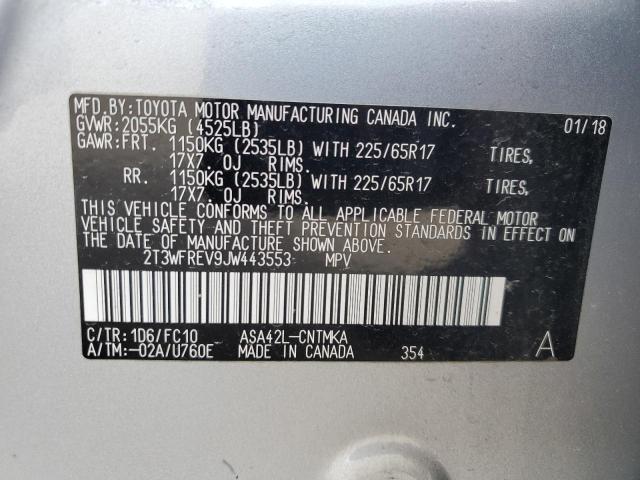 MFD.BY:TOYOTA MOTOR MANUFACTURING CANADA INC. 01/18
GVWR:2055KG (4525LB)
GAWR:FRT. 1150KG (2535LB) WITH 225/65R17 TIRES,
17X7.0J RIMS.
RR. 1150KG (2535LB) WITH 225/65R17 TIRES,
17X7.0J RIMS.
THIS VEHICLE CONFORMS TO ALL APPLICABLE FEDERAL MOTOR
VEHICLE SAFETY AND THEFT PREVENTION STANDARDS IN EFFECT ON
THE DATE OF MANUFACTURE SHOWN ABOVE.
2T3WFREV9JW443553 MPV
C/TR:1D6/FC10 ASA42L-CNTMKA
A/TM:-02A/U760E MADE IN CANADA 354 A